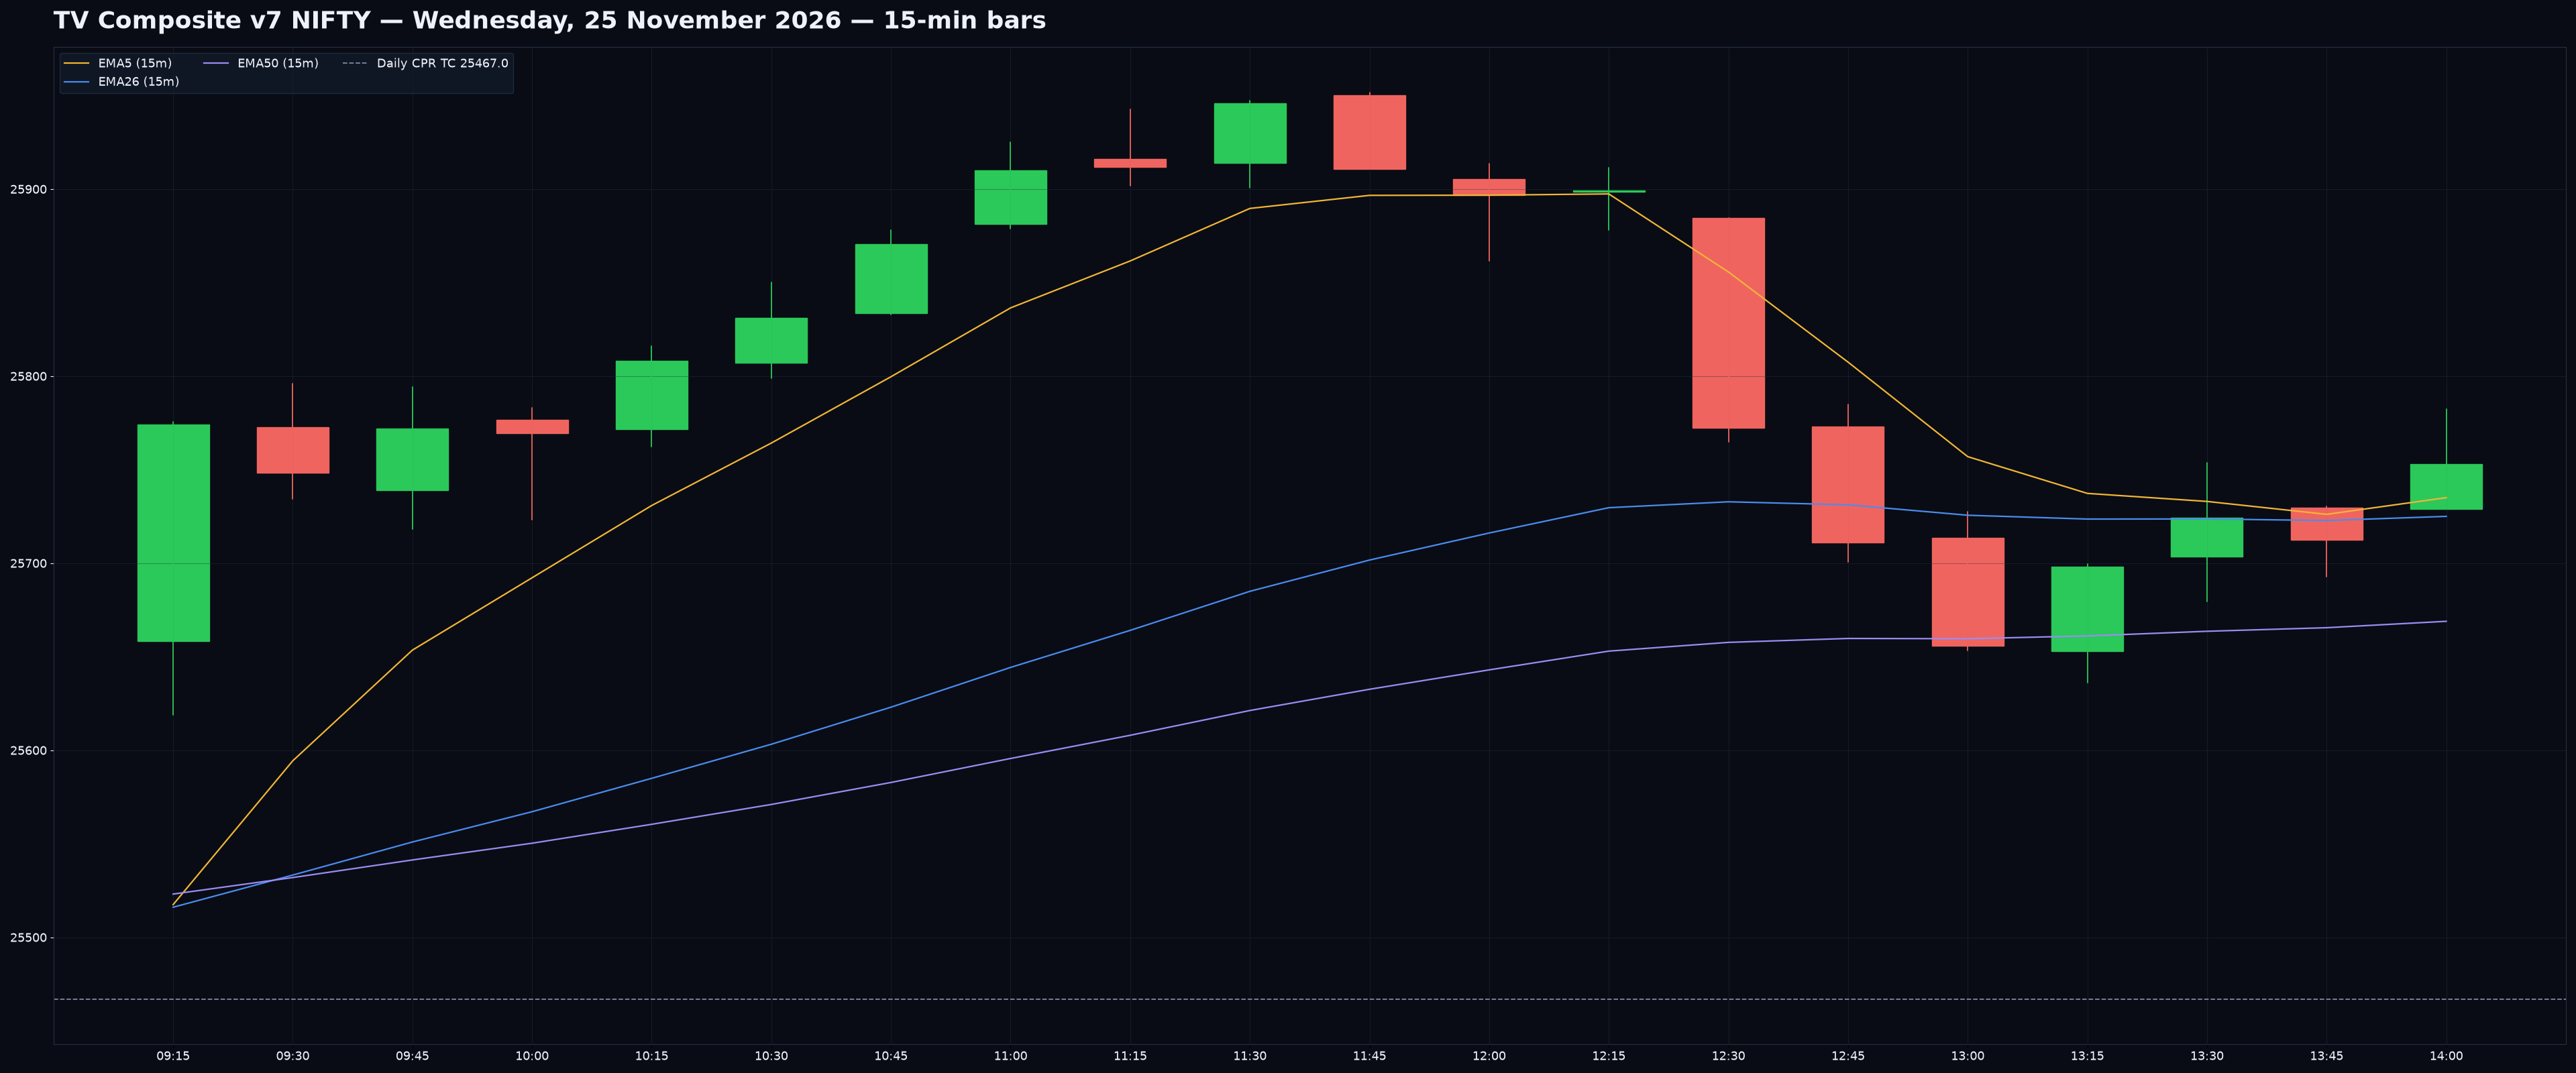 TV Composite v7 NIFTY — Wednesday, 25 November 2026 — 15-min bars
EMA5 (15m) EMA50 (15m) Daily CPR TC 25467.0
EMA26 (15m)
25900
25800
25700
25600
25500
09:15 09:30 09:45 10:00 10:15 10:30 10:45 11:00 11:15 11:30 11:45 12:00 12:15 12:30 12:45 13:00 13:15 13:30 13:45 14:00